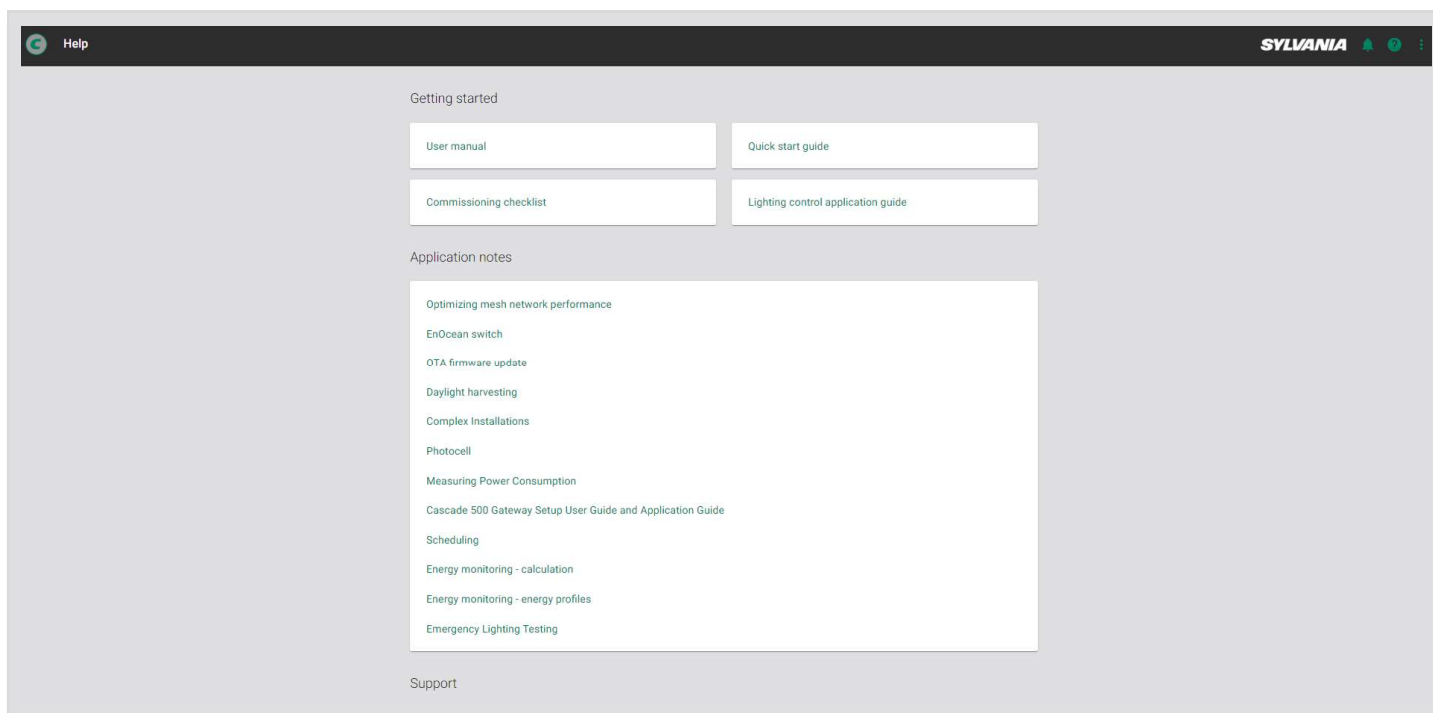 C Help SYLVANIA
Getting started
User manual Quick start guide
Commissioning checklist Lighting control application guide
Application notes
Optimizing mesh network performance
EnOcean switch
OTA firmware update
Daylight harvesting
Complex Installations
Photocell
Measuring Power Consumption
Cascade 500 Gateway Setup User Guide and Application Guide
Scheduling
Energy monitoring - calculation
Energy monitoring - energy profiles
Emergency Lighting Testing
Support